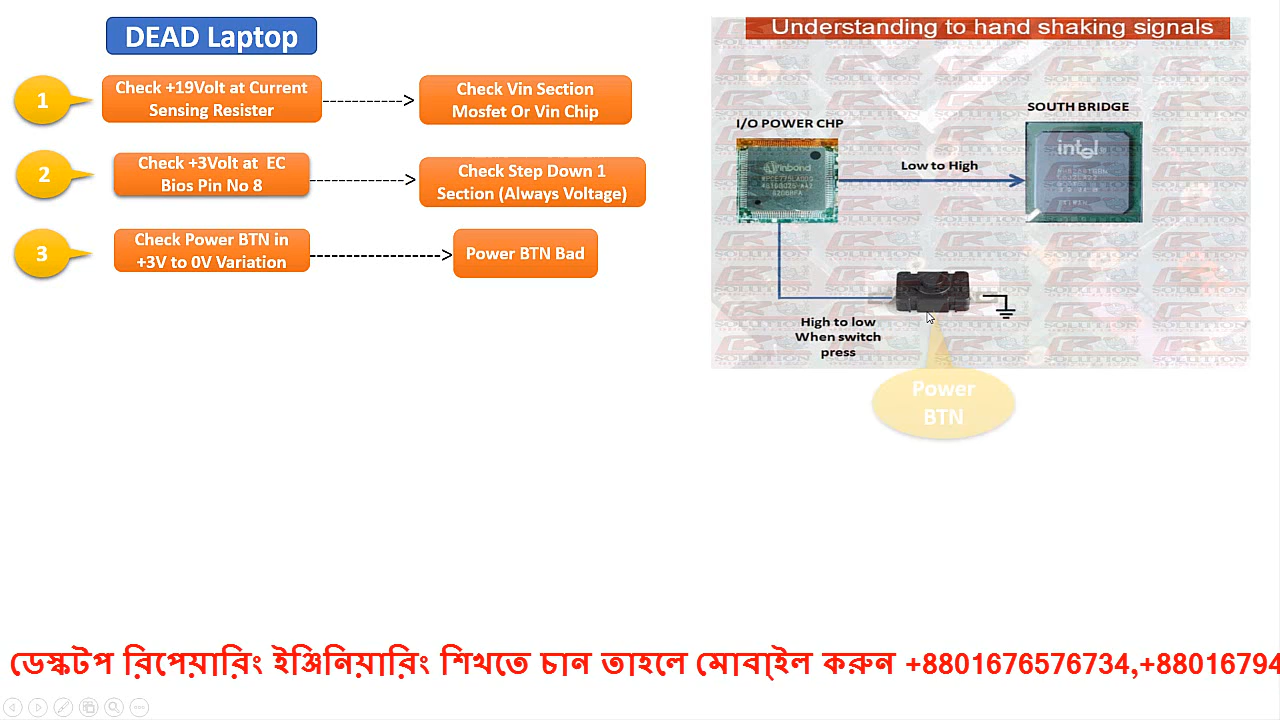 DEAD Laptop
1
Check +19Volt at Current
Sensing Resister
Check Vin Section
Mosfet Or Vin Chip
2
Check +3Volt at EC
Bios Pin No 8
Check Step Down 1
Section (Always Voltage)
3
Check Power BTN in
+3V to 0V Variation
Power BTN Bad
Understanding to hand shaking signals
I/O POWER CHP
SOUTH BRIDGE
Winbond
intel
Low to High
High to low
When switch
press
Power
BTN
ডেস্কটপ রিপেয়ারিং ইঞ্জিনিয়ারিং শিখতে চান তাহলে মোবাইল করুন +8801676576734,+88016794